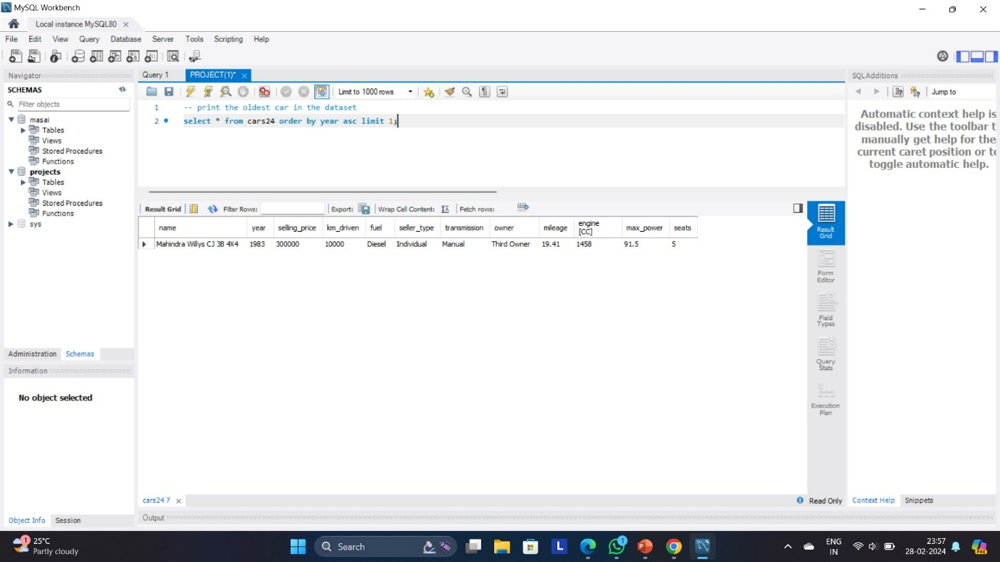 MySQL Workbench
Local instance MySQL80
File Edit View Query Database Server Tools Scripting Help
Navigator
SCHEMAS
Filter objects
masai
Tables
Views
Stored Procedures
Functions
projects
Tables
Views
Stored Procedures
Functions
sys
Administration Schemas
Information
No object selected
Object Info Session
Query 1 PROJECT(1)*
Limit to 1000 rows
1 -- print the oldest car in the dataset
2 select * from cars24 order by year asc limit 1;
Result Grid Filter Rows: Export: Wrap Cell Content: Fetch rows:
name year selling_price km_driven fuel seller_type transmission owner mileage engine [CC] max_power seats
Mahindra Willys CJ 3B 4X4 1983 300000 10000 Diesel Individual Manual Third Owner 19.41 1458 91.5 5
Result
Grid
Form
Editor
Field
Types
Query
Stats
Execution
Plan
cars24 7
Read Only
Output
SQLAdditions
Jump to
Automatic context help is
disabled. Use the toolbar t
manually get help for the
current caret position or to
toggle automatic help.
Context Help Snippets
1
25°C
Partly cloudy
Search
L
1
ENG
IN
23:57
28-02-2024
PRE